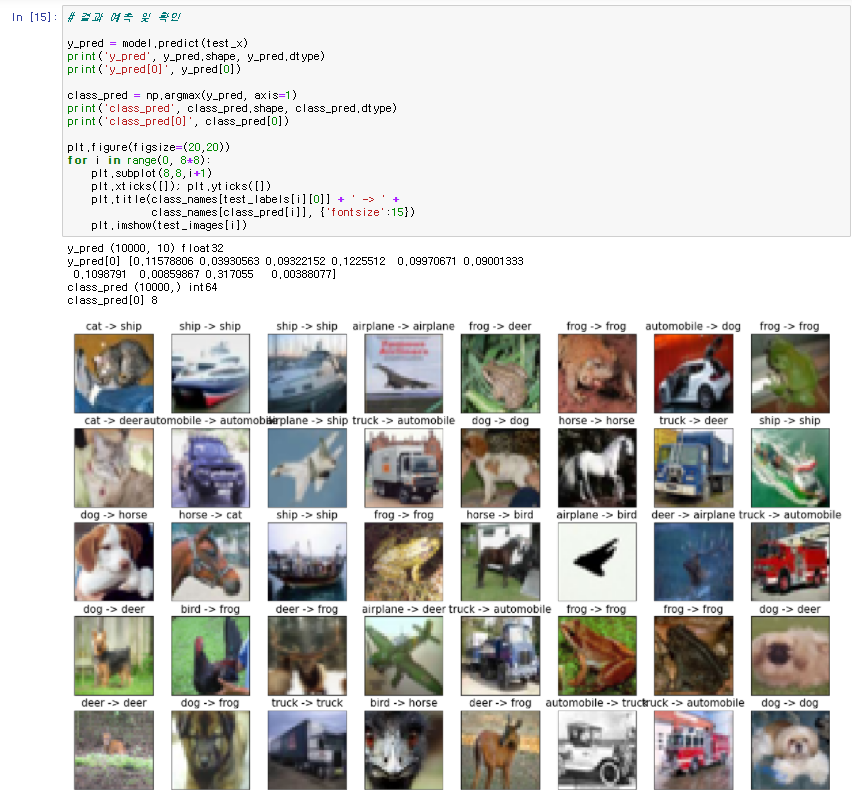 In [15]: # 결과 예측 및 확인
y_pred = model.predict(test_x)
print('y_pred', y_pred.shape, y_pred.dtype)
print('y_pred[0]', y_pred[0])
class_pred = np.argmax(y_pred, axis=1)
print('class_pred', class_pred.shape, class_pred.dtype)
print('class_pred[0]', class_pred[0])
plt.figure(figsize=(20,20))
for i in range(0, 8*8):
    plt.subplot(8,8,i+1)
    plt.xticks([]); plt.yticks([])
    plt.title(class_names[test_labels[i][0]] + ' -> ' +
            class_names[class_pred[i]], {'fontsize':15})
    plt.imshow(test_images[i])
y_pred (10000, 10) float32
y_pred[0] [0.11578806 0.03930563 0.09322152 0.1225512  0.09970671 0.09001333
 0.1098791  0.00859867 0.317055   0.00388077]
class_pred (10000,) int64
class_pred[0] 8
cat -> ship ship -> ship ship -> ship airplane -> airplane frog -> deer frog -> frog automobile -> dog frog -> frog
cat -> deer automobile -> automobile airplane -> ship truck -> automobile dog -> dog horse -> horse truck -> deer ship -> ship
dog -> horse horse -> cat ship -> ship frog -> frog horse -> bird airplane -> bird deer -> airplane truck -> automobile
dog -> deer bird -> frog deer -> frog airplane -> deer truck -> automobile frog -> frog frog -> frog dog -> deer
deer -> deer dog -> frog truck -> truck bird -> horse deer -> frog automobile -> truck truck -> automobile dog -> dog